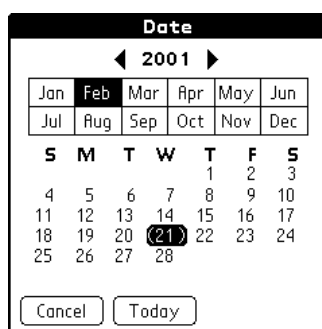 Date
2001
Jan Feb Mar Apr May Jun
Jul Aug Sep Oct Nov Dec
S M T W T F S
1 2 3
4 5 6 7 8 9 10
11 12 13 14 15 16 17
18 19 20 (21) 22 23 24
25 26 27 28
Cancel Today